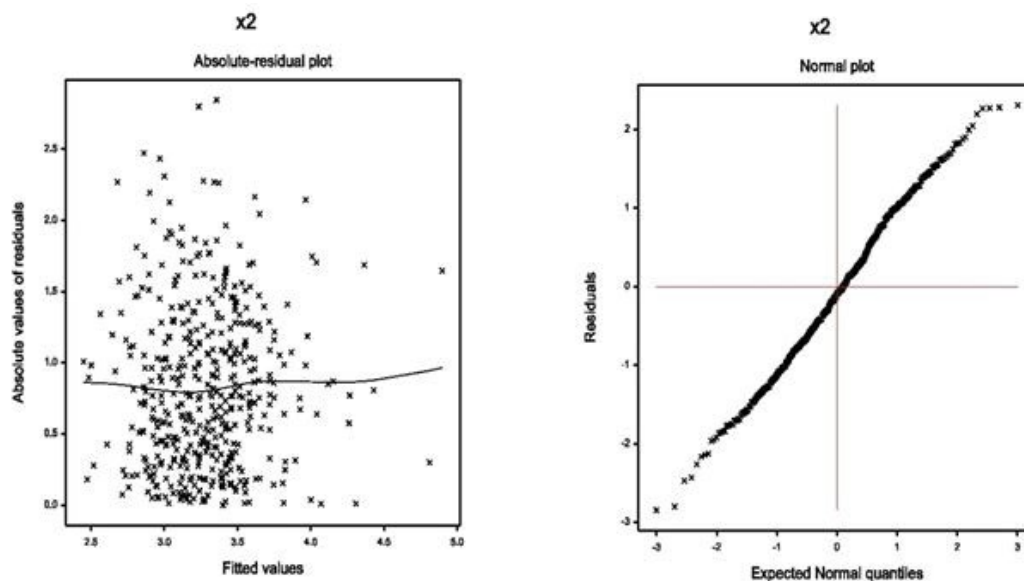 x2
Absolute-residual plot
Absolute values of residuals
2.5
2.0
1.5
1.0
0.5
0.0
2.5 3.0 3.5 4.0 4.5 5.0
Fitted values
x2
Normal plot
Residuals
2
1
0
-1
-2
-3
-3 -2 -1 0 1 2 3
Expected Normal quantiles